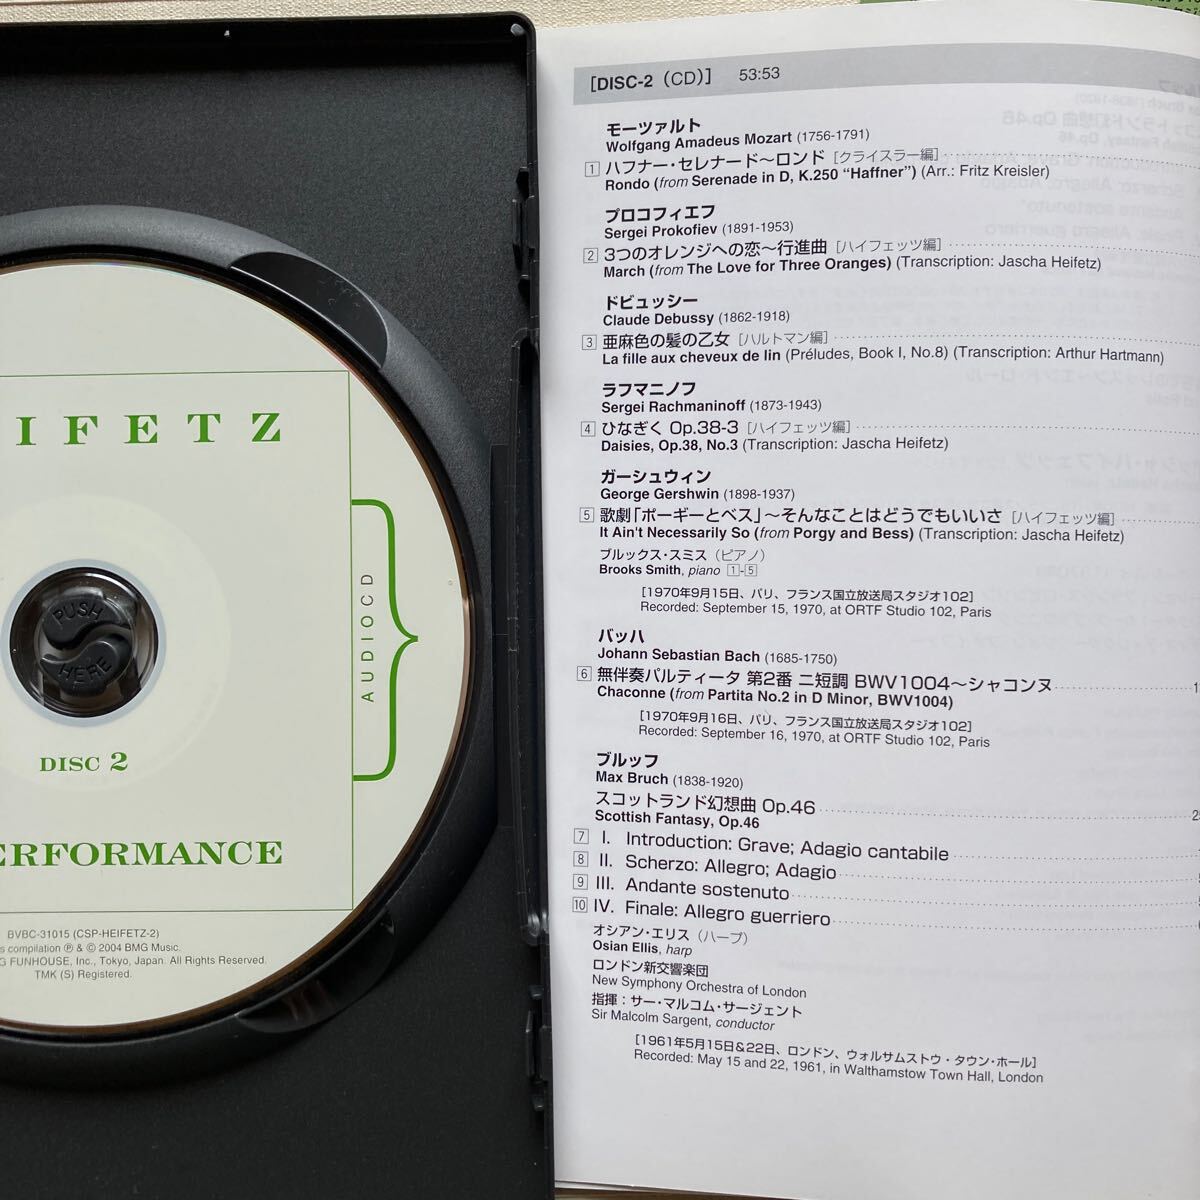 IFETZ
AUDIO CD
PUSH
HERE
DISC 2
ERFORMANCE
BVBC-31015 (CSP-HEIFETZ-2)
s compilation ℗ & © 2004 BMG Music.
G FUNHOUSE, Inc., Tokyo, Japan. All Rights Reserved.
TMK (S) Registered.
[DISC-2 (CD)] 53:53
モーツァルト
Wolfgang Amadeus Mozart (1756-1791)
1 ハフナー・セレナード〜ロンド [クライスラー編]
Rondo (from Serenade in D, K.250 “Haffner”) (Arr.: Fritz Kreisler)
プロコフィエフ
Sergei Prokofiev (1891-1953)
2 3つのオレンジへの恋〜行進曲 [ハイフェッツ編]
March (from The Love for Three Oranges) (Transcription: Jascha Heifetz)
ドビュッシー
Claude Debussy (1862-1918)
3 亜麻色の髪の乙女 [ハルトマン編]
La fille aux cheveux de lin (Préludes, Book I, No.8) (Transcription: Arthur Hartmann)
ラフマニノフ
Sergei Rachmaninoff (1873-1943)
4 ひなぎく Op.38-3 [ハイフェッツ編]
Daisies, Op.38, No.3 (Transcription: Jascha Heifetz)
ガーシュウィン
George Gershwin (1898-1937)
5 歌劇「ポーギーとベス」〜そんなことはどうでもいいさ [ハイフェッツ編]
It Ain't Necessarily So (from Porgy and Bess) (Transcription: Jascha Heifetz)
ブルックス・スミス (ピアノ)
Brooks Smith, piano 1-5
[1970年9月15日、パリ、フランス国立放送局スタジオ102]
Recorded: September 15, 1970, at ORTF Studio 102, Paris
バッハ
Johann Sebastian Bach (1685-1750)
6 無伴奏パルティータ 第2番 ニ短調 BWV1004〜シャコンヌ
Chaconne (from Partita No.2 in D Minor, BWV1004)
[1970年9月16日、パリ、フランス国立放送局スタジオ102]
Recorded: September 16, 1970, at ORTF Studio 102, Paris
ブルッフ
Max Bruch (1838-1920)
スコットランド幻想曲 Op.46
Scottish Fantasy, Op.46
7 I. Introduction: Grave; Adagio cantabile
8 II. Scherzo: Allegro; Adagio
9 III. Andante sostenuto
10 IV. Finale: Allegro guerriero
オシアン・エリス (ハープ)
Osian Ellis, harp
ロンドン新交響楽団
New Symphony Orchestra of London
指揮：サー・マルコム・サージェント
Sir Malcolm Sargent, conductor
[1961年5月15日&22日、ロンドン、ウォルサムストウ・タウン・ホール]
Recorded: May 15 and 22, 1961, in Walthamstow Town Hall, London